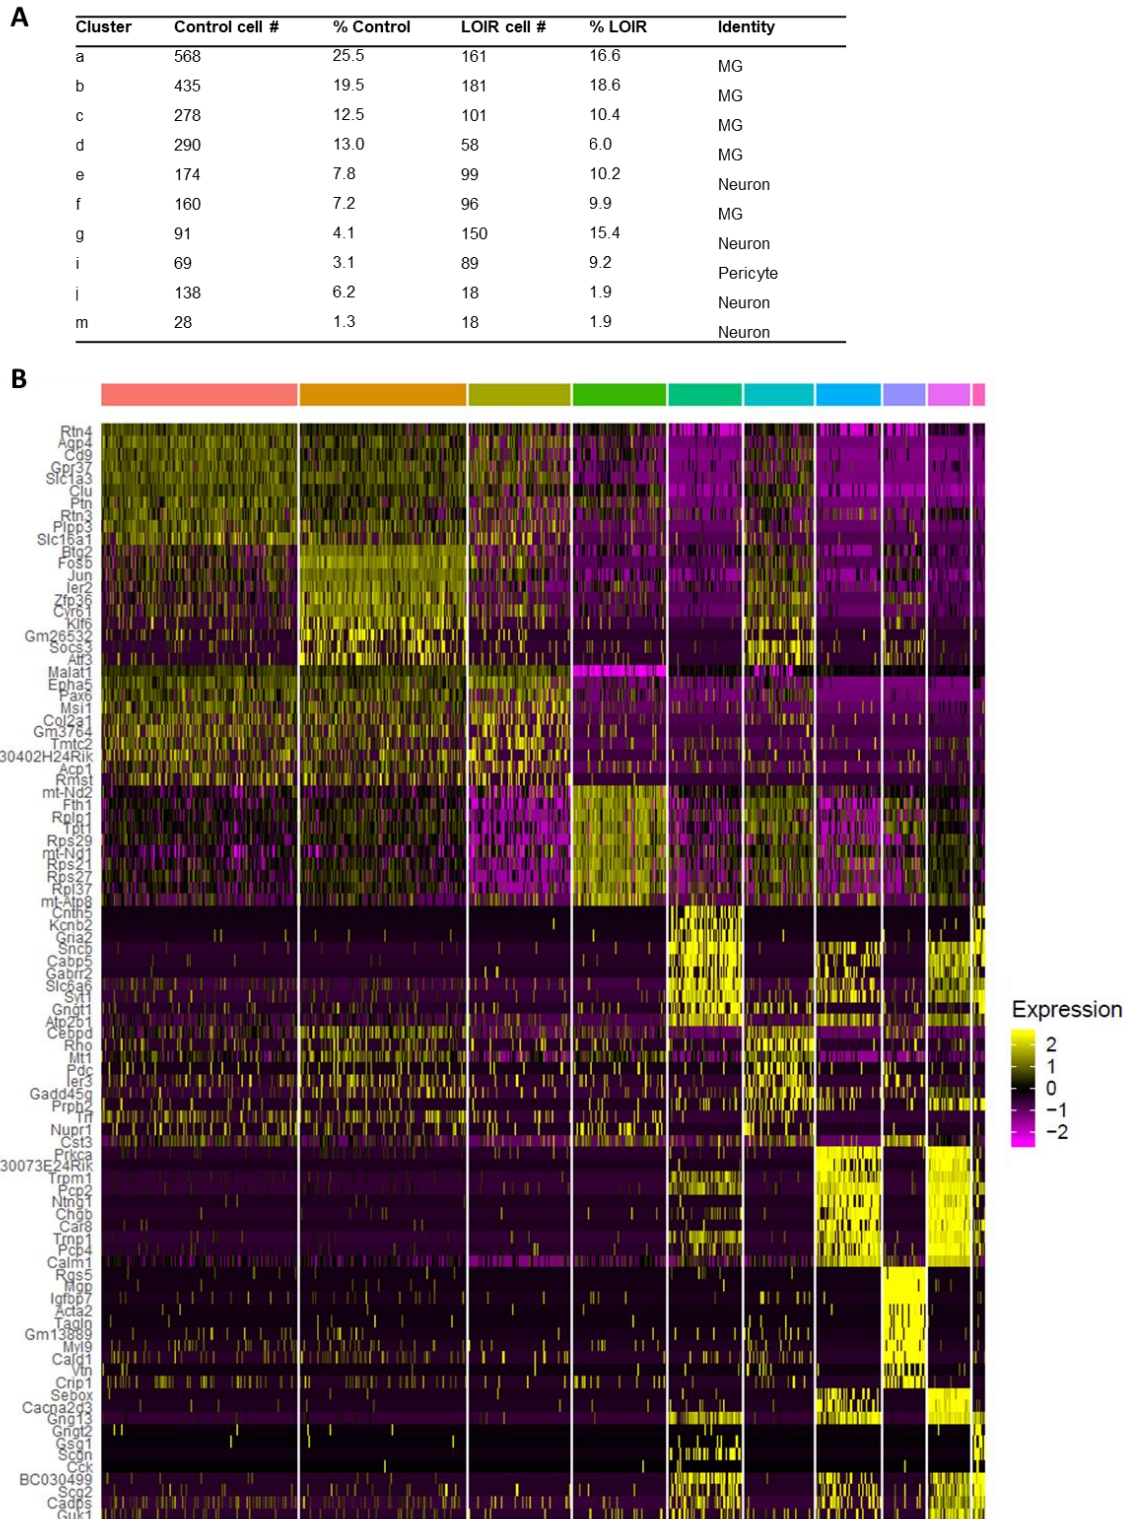 A
Cluster Control cell # % Control LOIR cell # % LOIR Identity
a 568 25.5 161 16.6 MG
b 435 19.5 181 18.6 MG
c 278 12.5 101 10.4 MG
d 290 13.0 58 6.0 MG
e 174 7.8 99 10.2 Neuron
f 160 7.2 96 9.9 MG
g 91 4.1 150 15.4 Neuron
i 69 3.1 89 9.2 Pericyte
j 138 6.2 18 1.9 Neuron
m 28 1.3 18 1.9 Neuron
B
Rtn4
Aqp4
Cd9
Gpr37
Slc1a3
Clu
Ptn
Rtn3
Plpp3
Slc16a1
Btg2
Fosb
Jun
Ier2
Zfp36
Cyr61
Klf6
Gm26532
Socs3
Atf3
Malat1
Epha5
Pax6
Msi1
Col2a1
Gm3764
Tmtc2
30402H24Rik
Acp1
Rmst
mt-Nd2
Fth1
Rplp1
Tpt1
Rps29
mt-Nd1
Rps21
Rps27
Rpl37
mt-Atp8
Cnth5
Kcnb2
Gria2
Sncb
Cabp5
Gabrr2
Slc6a6
Syt1
Gngt1
Atp2b1
Cebpd
Rho
Mt1
Pdc
Ier3
Gadd45g
Prph2
Trf
Nupr1
Cst3
Prkca
30073E24Rik
Trpm1
Pcp2
Ntng1
Chgb
Car8
Trnp1
Pcp4
Calm1
Rgs5
Mgp
Igfbp7
Acta2
Tagln
Gm13889
Myl9
Cald1
Vtn
Crip1
Sebox
Cacna2d3
Gng13
Gngt2
Gsg1
Scgn
Cck
BC030499
Scg2
Cadps
Guk1
Expression
2
1
0
−1
−2